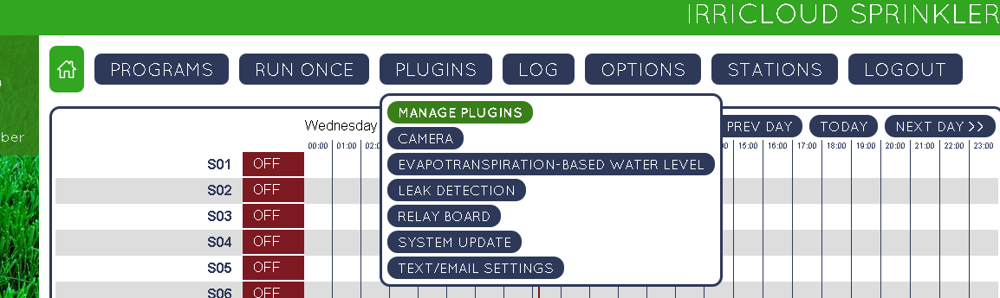 IRRICLOUD SPRINKLER
PROGRAMS RUN ONCE PLUGINS LOG OPTIONS STATIONS LOGOUT
MANAGE PLUGINS
CAMERA
EVAPOTRANSPIRATION-BASED WATER LEVEL
LEAK DETECTION
RELAY BOARD
SYSTEM UPDATE
TEXT/EMAIL SETTINGS
ber
Wednesday PREV DAY TODAY NEXT DAY >>
00:00 01:00 15:00 16:00 17:00 18:00 19:00 20:00 21:00 22:00 23:00
S01 OFF
S02 OFF
S03 OFF
S04 OFF
S05 OFF
S06 OFF